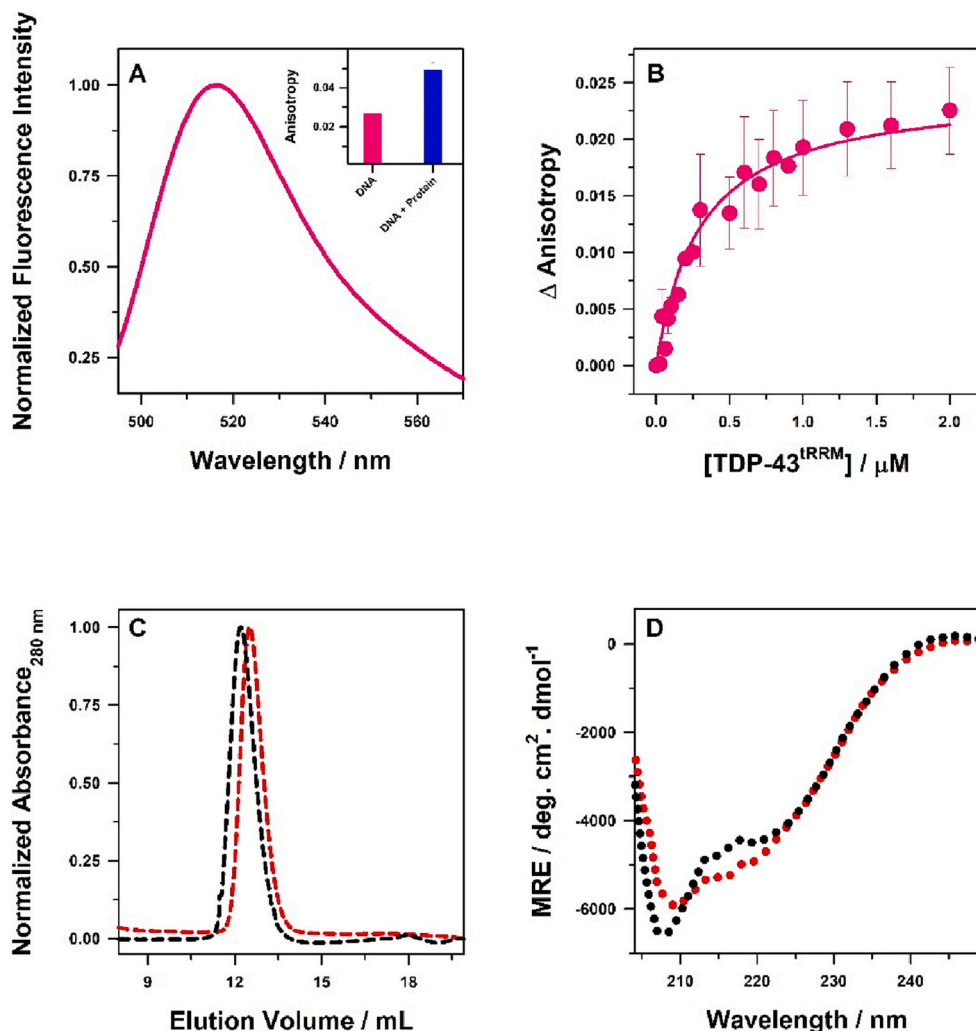 A
Normalized Fluorescence Intensity
1.00
0.75
0.50
0.25
500
520
540
560
Wavelength / nm
Anisotropy
0.04
0.02
DNA
DNA + Protein
B
Δ Anisotropy
0.025
0.020
0.015
0.010
0.005
0.000
0.0
0.5
1.0
1.5
2.0
[TDP-43tRRM] / μM
C
Normalized Absorbance280 nm
1.00
0.75
0.50
0.25
0.00
9
12
15
18
Elution Volume / mL
D
MRE / deg. cm2. dmol-1
0
-2000
-4000
-6000
210
220
230
240
Wavelength / nm